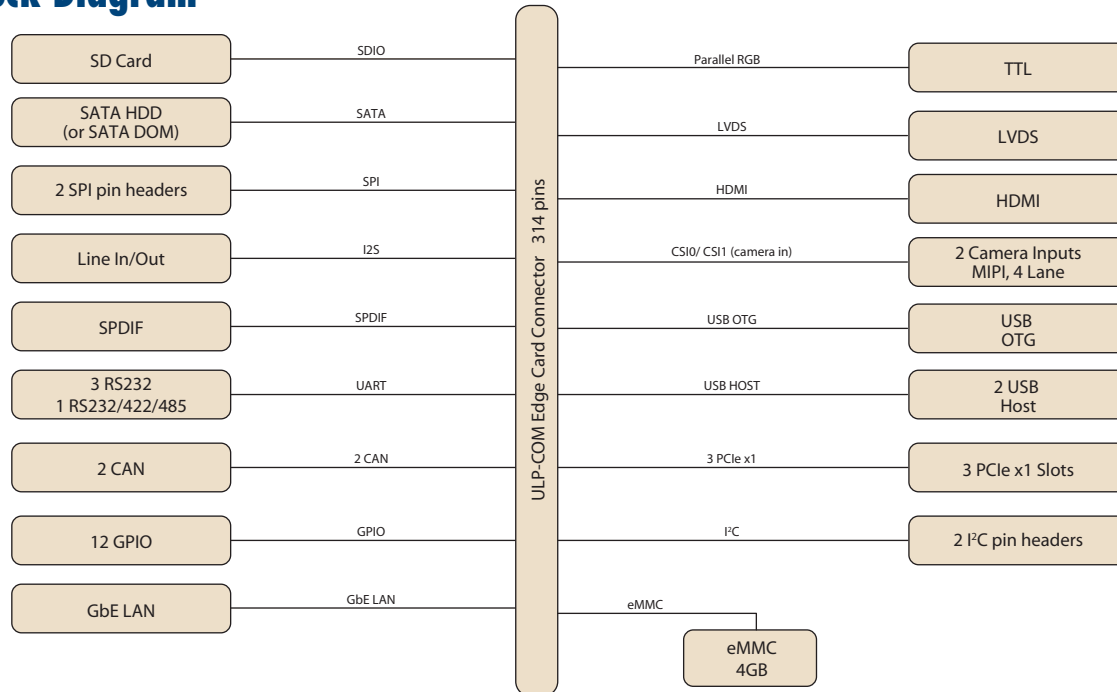 Diagram
SD Card
SDIO
SATA HDD
(or SATA DOM)
SATA
2 SPI pin headers
SPI
Line In/Out
I2S
SPDIF
SPDIF
3 RS232
1 RS232/422/485
UART
2 CAN
2 CAN
12 GPIO
GPIO
GbE LAN
GbE LAN
ULP-COM Edge Card Connector 314 pins
Parallel RGB
TTL
LVDS
LVDS
HDMI
HDMI
CSI0/ CSI1 (camera in)
2 Camera Inputs
MIPI, 4 Lane
USB OTG
USB
OTG
USB HOST
2 USB
Host
3 PCIe x1
3 PCIe x1 Slots
I²C
2 I²C pin headers
eMMC
eMMC
4GB